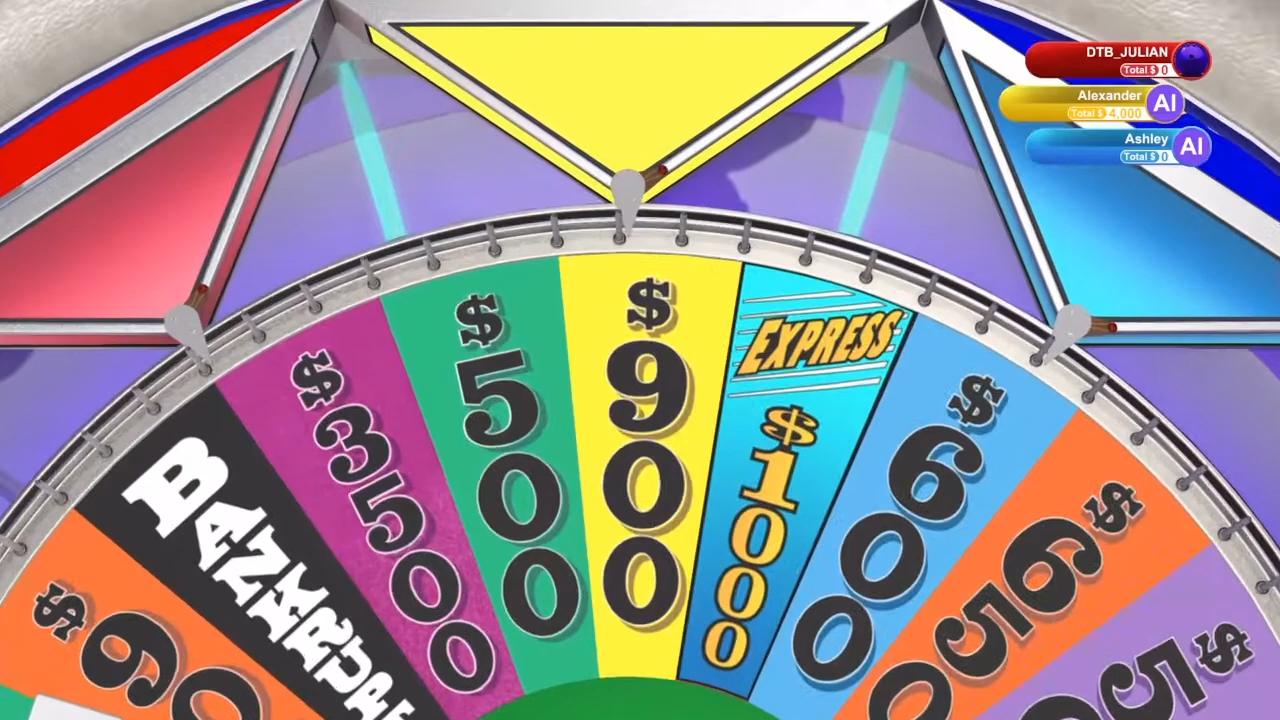 DTB_JULIAN
Total $ 0
Alexander
AI
Total $ 4,000
Ashley
AI
Total $ 0
$900
$3500
$500
$900
EXPRESS
$1000
$600
$650
BANKRUPT